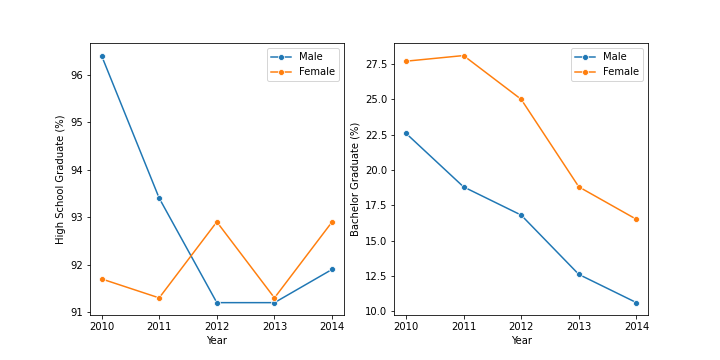 High School Graduate (%)
96
95
94
93
92
91
2010 2011 2012 2013 2014
Year
Male
Female
Bachelor Graduate (%)
27.5
25.0
22.5
20.0
17.5
15.0
12.5
10.0
2010 2011 2012 2013 2014
Year
Male
Female